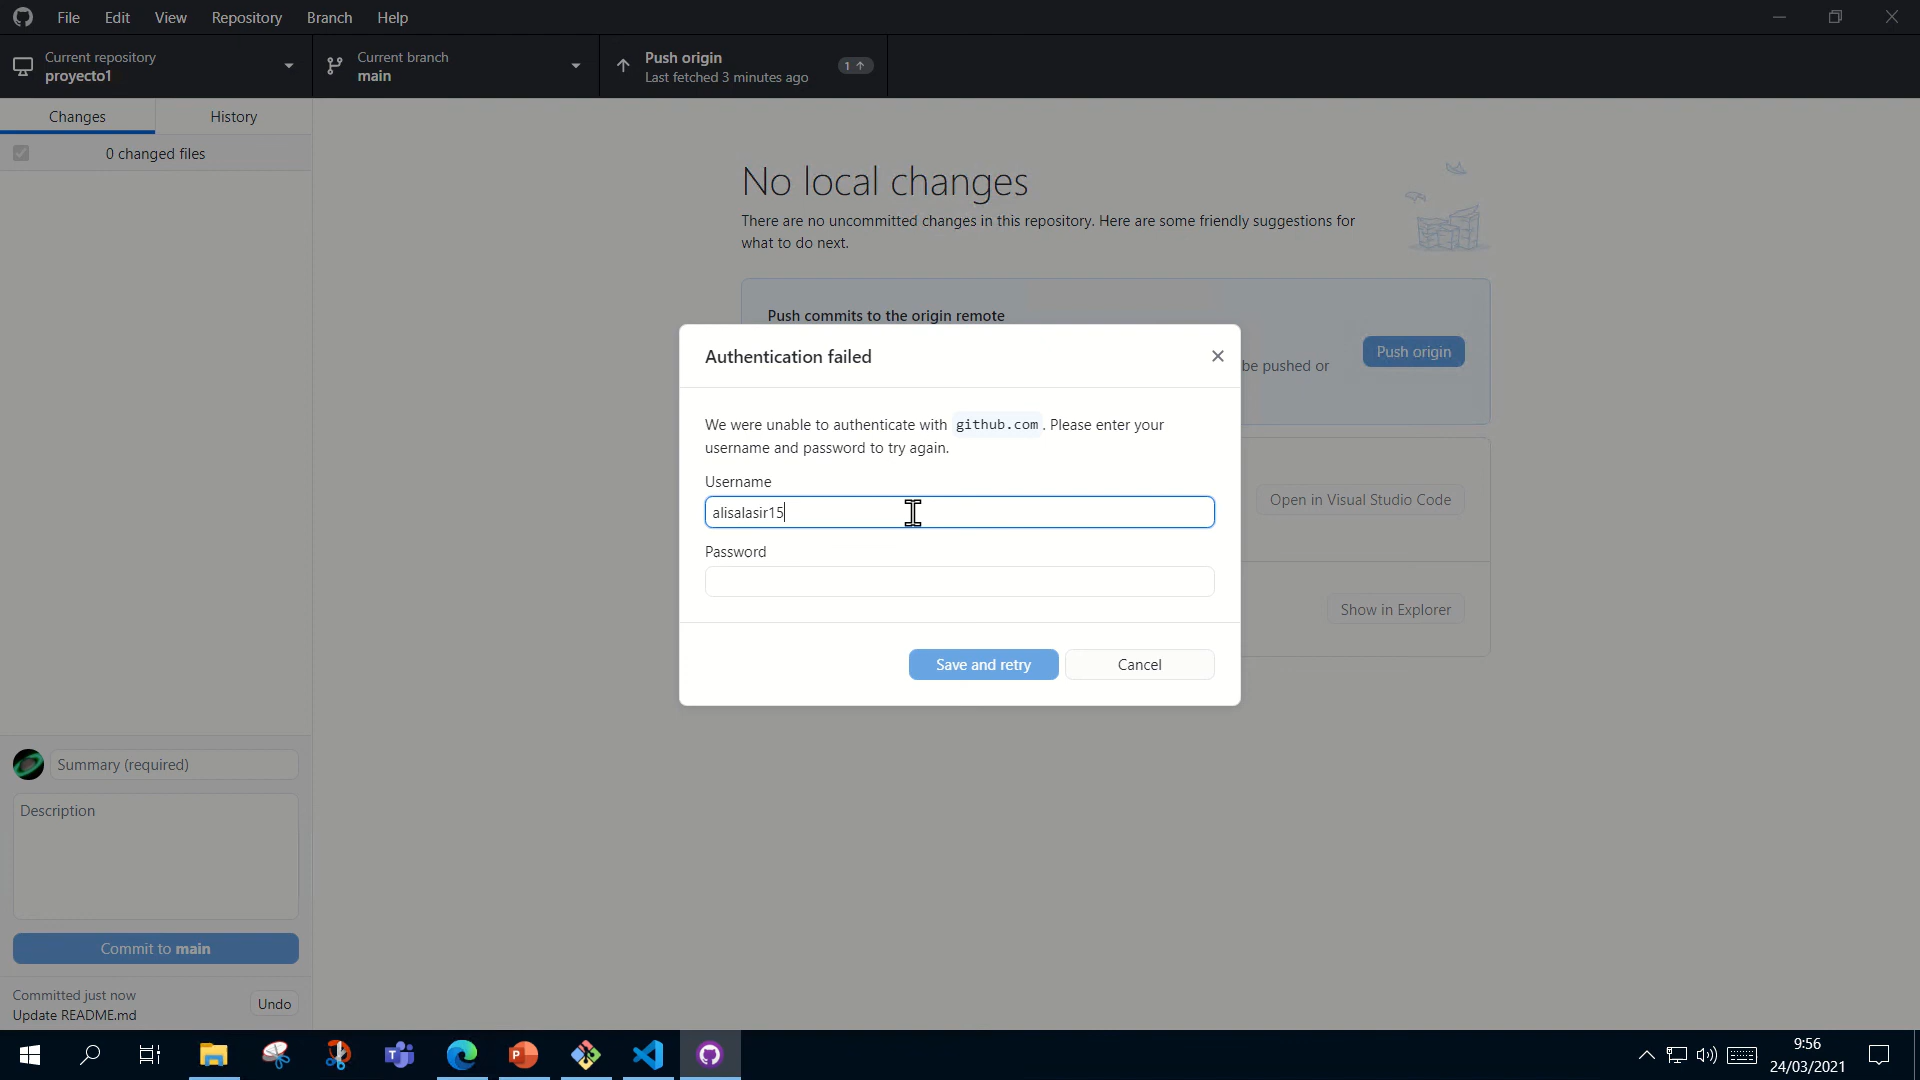 File Edit View Repository Branch Help
Current repository
proyecto1
Current branch
main
Push origin
Last fetched 3 minutes ago
1
Changes History
0 changed files
No local changes
There are no uncommitted changes in this repository. Here are some friendly suggestions for
what to do next.
Push commits to the origin remote
be pushed or
Push origin
Authentication failed
We were unable to authenticate with github.com. Please enter your
username and password to try again.
Username
alisalasir15
Password
Save and retry Cancel
Open in Visual Studio Code
Show in Explorer
Summary (required)
Description
Commit to main
Committed just now
Update README.md
Undo
9:56
24/03/2021